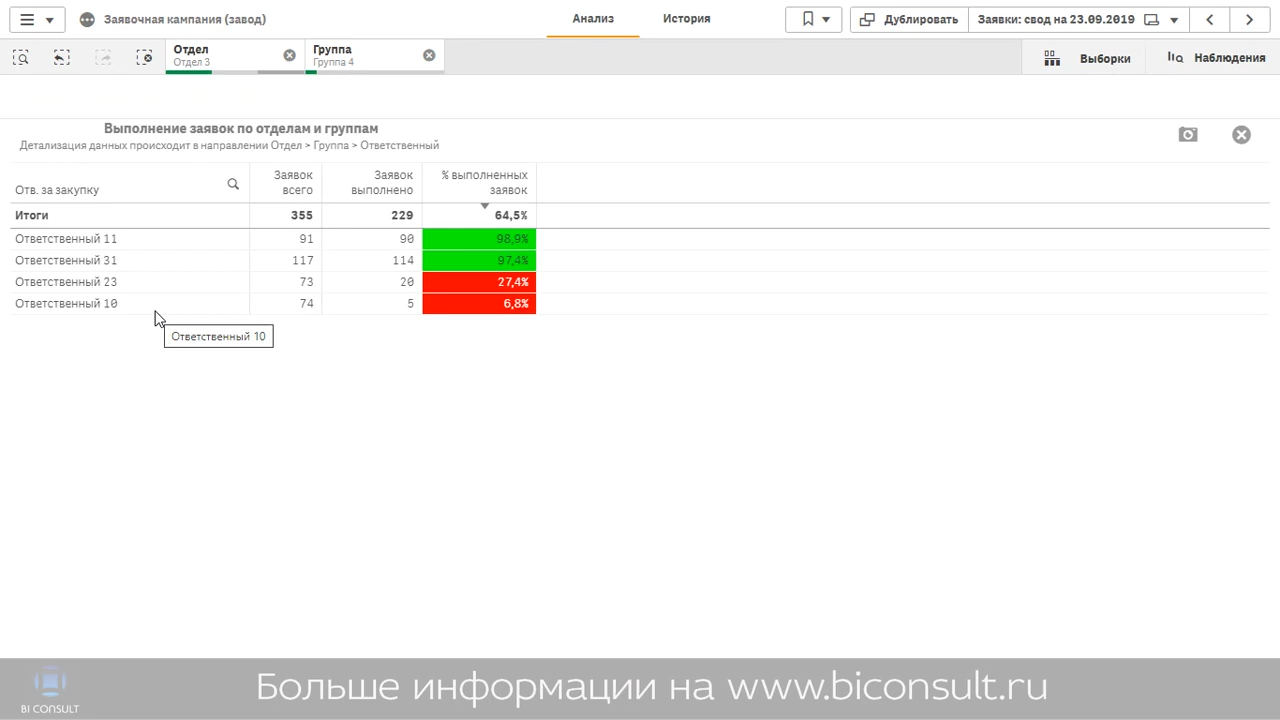 Заявочная кампания (завод)
Анализ
История
Дублировать
Заявки: свод на 23.09.2019
Отдел
Отдел 3
Группа
Группа 4
Выборки
Наблюдения
Выполнение заявок по отделам и группам
Детализация данных происходит в направлении Отдел > Группа > Ответственный
Отв. за закупку
Заявок всего
Заявок выполнено
% выполненных заявок
Итоги 355 229 64,5%
Ответственный 11 91 90 98,9%
Ответственный 31 117 114 97,4%
Ответственный 23 73 20 27,4%
Ответственный 10 74 5 6,8%
Ответственный 10
Больше информации на www.biconsult.ru
BI CONSULT